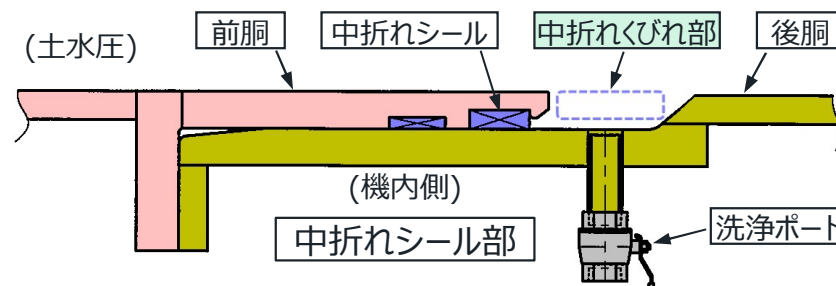 (土水圧)
前胴
中折れシール
中折れくびれ部
後胴
(機内側)
中折れシール部
洗浄ポート